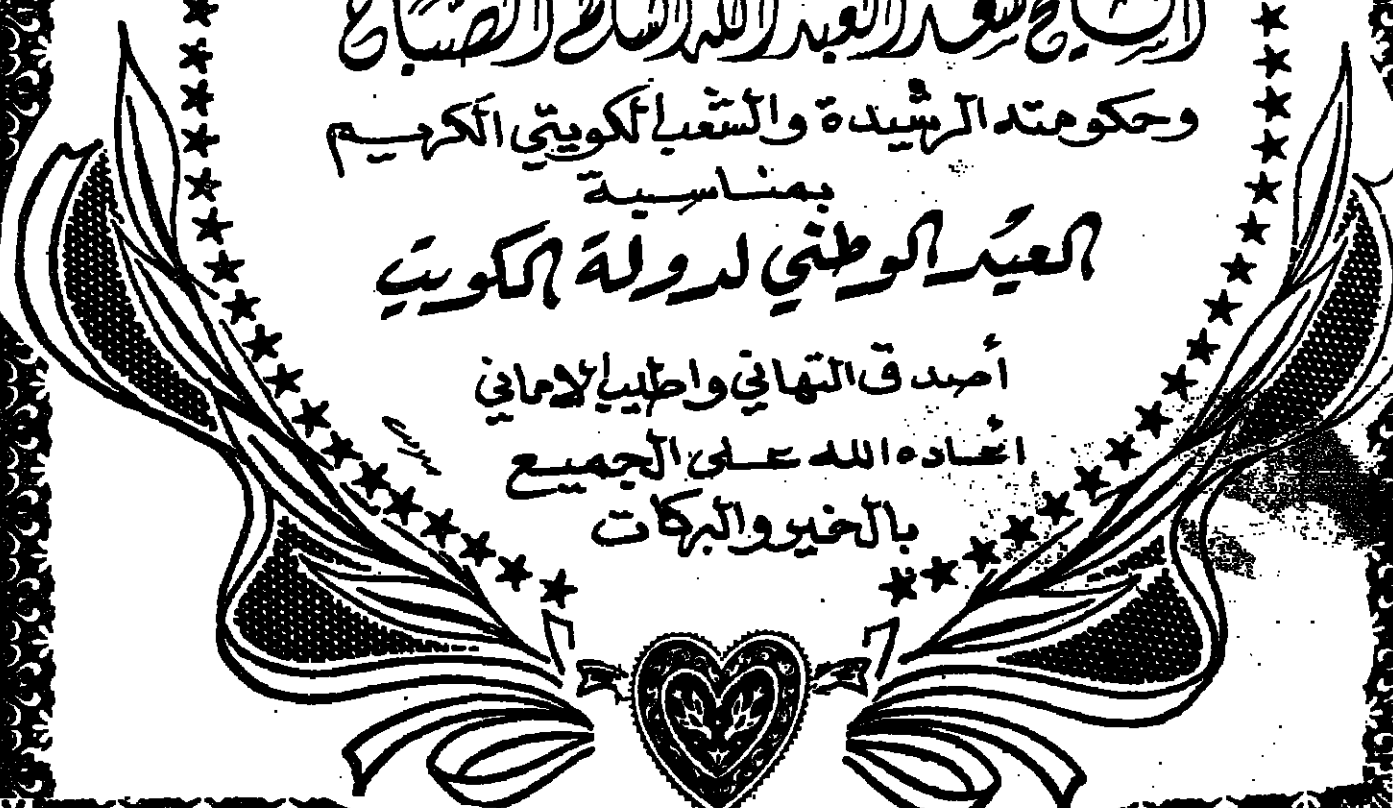 الشيخ سعد العبد الله السالم الصباح
وحكومته الرشيدة والشعب الكويتي الكريم
بمناسبة
العيد الوطني لدولة الكويت
أصدق التهاني واطيب الاماني
اعاده الله على الجميع
بالخير والبركات